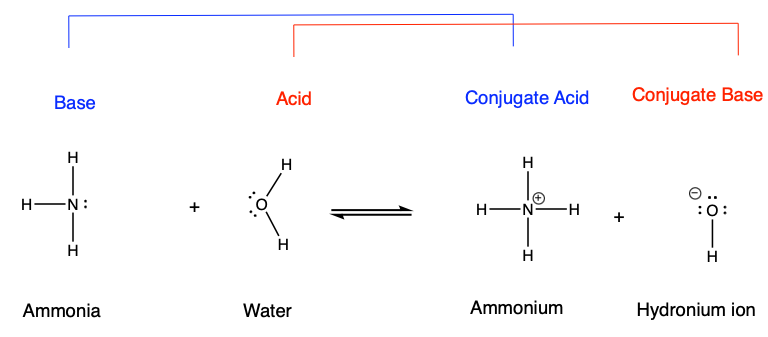 Base Acid Conjugate Acid Conjugate Base
H H H
H—N: + :O: ⇌ H—N⊕—H + ⊖ :O:
H H H H
Ammonia Water Ammonium Hydronium ion